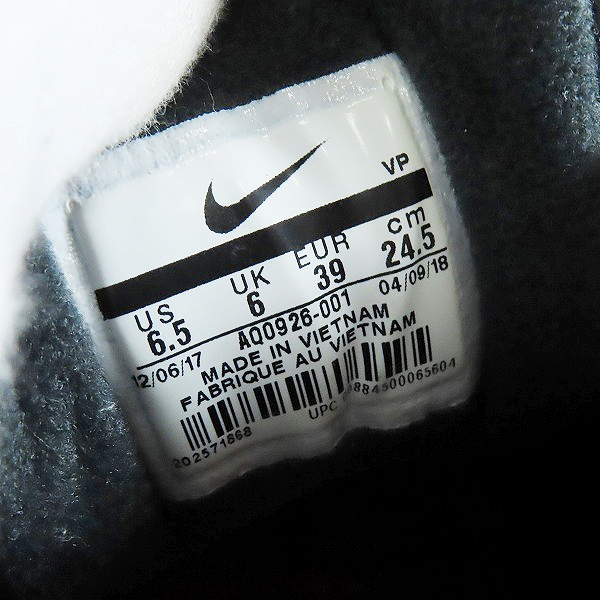 VP
US UK EUR cm
6.5 6 39 24.5
12/06/17 AQ0926-001 04/09/18
MADE IN VIETNAM
FABRIQUE AU VIETNAM
202571868 UPC 884500065604